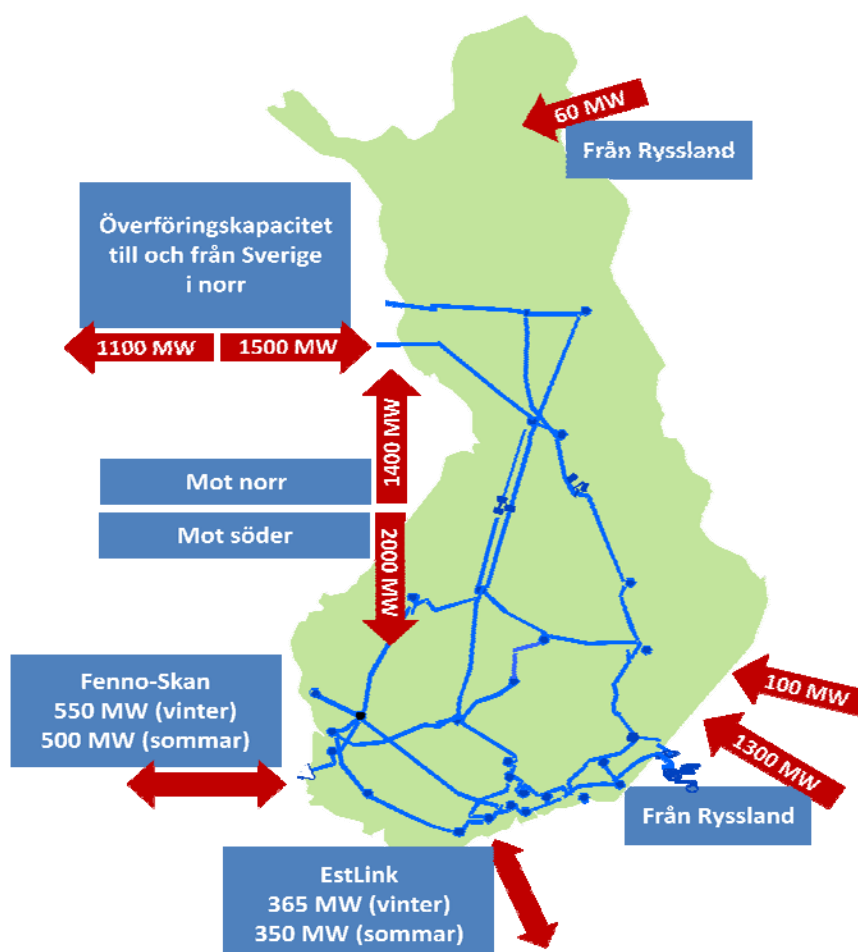 60 MW
Från Ryssland
Överföringskapacitet
till och från Sverige
i norr
1100 MW
1500 MW
1400 MW
Mot norr
Mot söder
2000 MW
Fenno-Skan
550 MW (vinter)
500 MW (sommar)
100 MW
1300 MW
Från Ryssland
EstLink
365 MW (vinter)
350 MW (sommar)